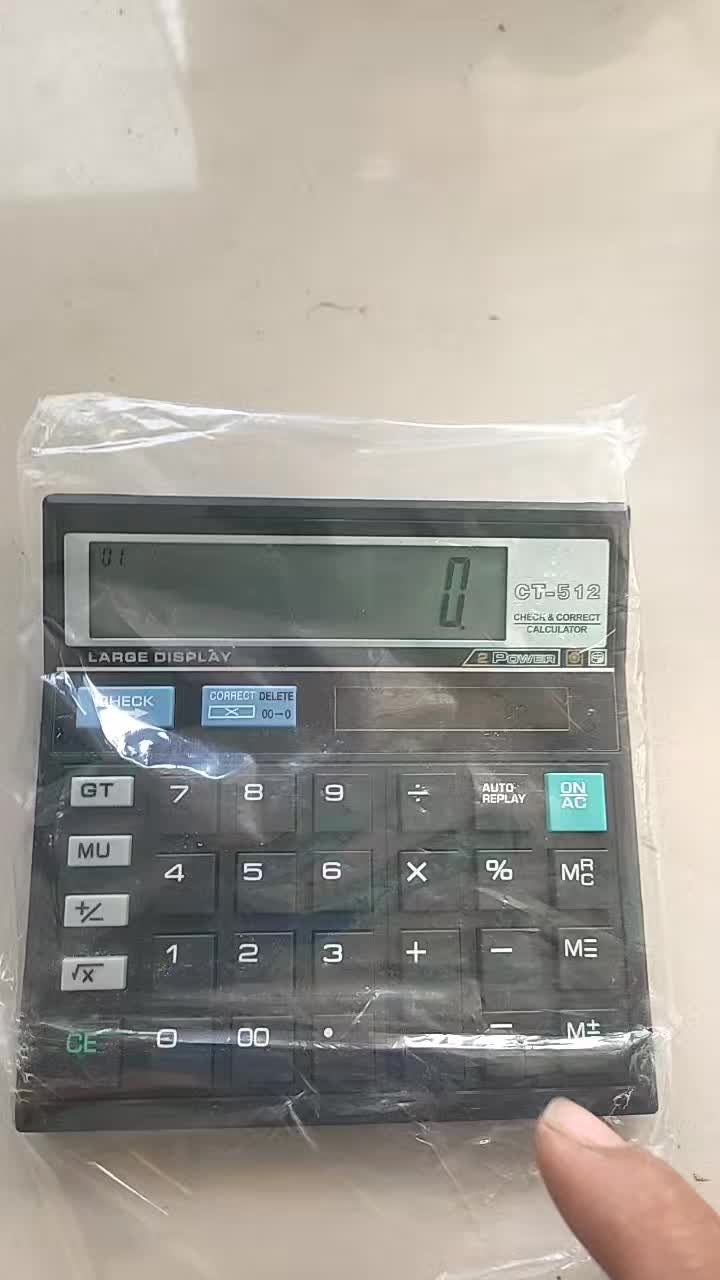 01
0.
CT-512
CHECK & CORRECT
CALCULATOR
LARGE DISPLAY
2 POWER
CHECK
CORRECT DELETE
00→0
GT 7 8 9 ÷ AUTO REPLAY ON AC
MU 4 5 6 × % MRC
+/− 1 2 3 + − M=
√x
CE 0 00 • = M±